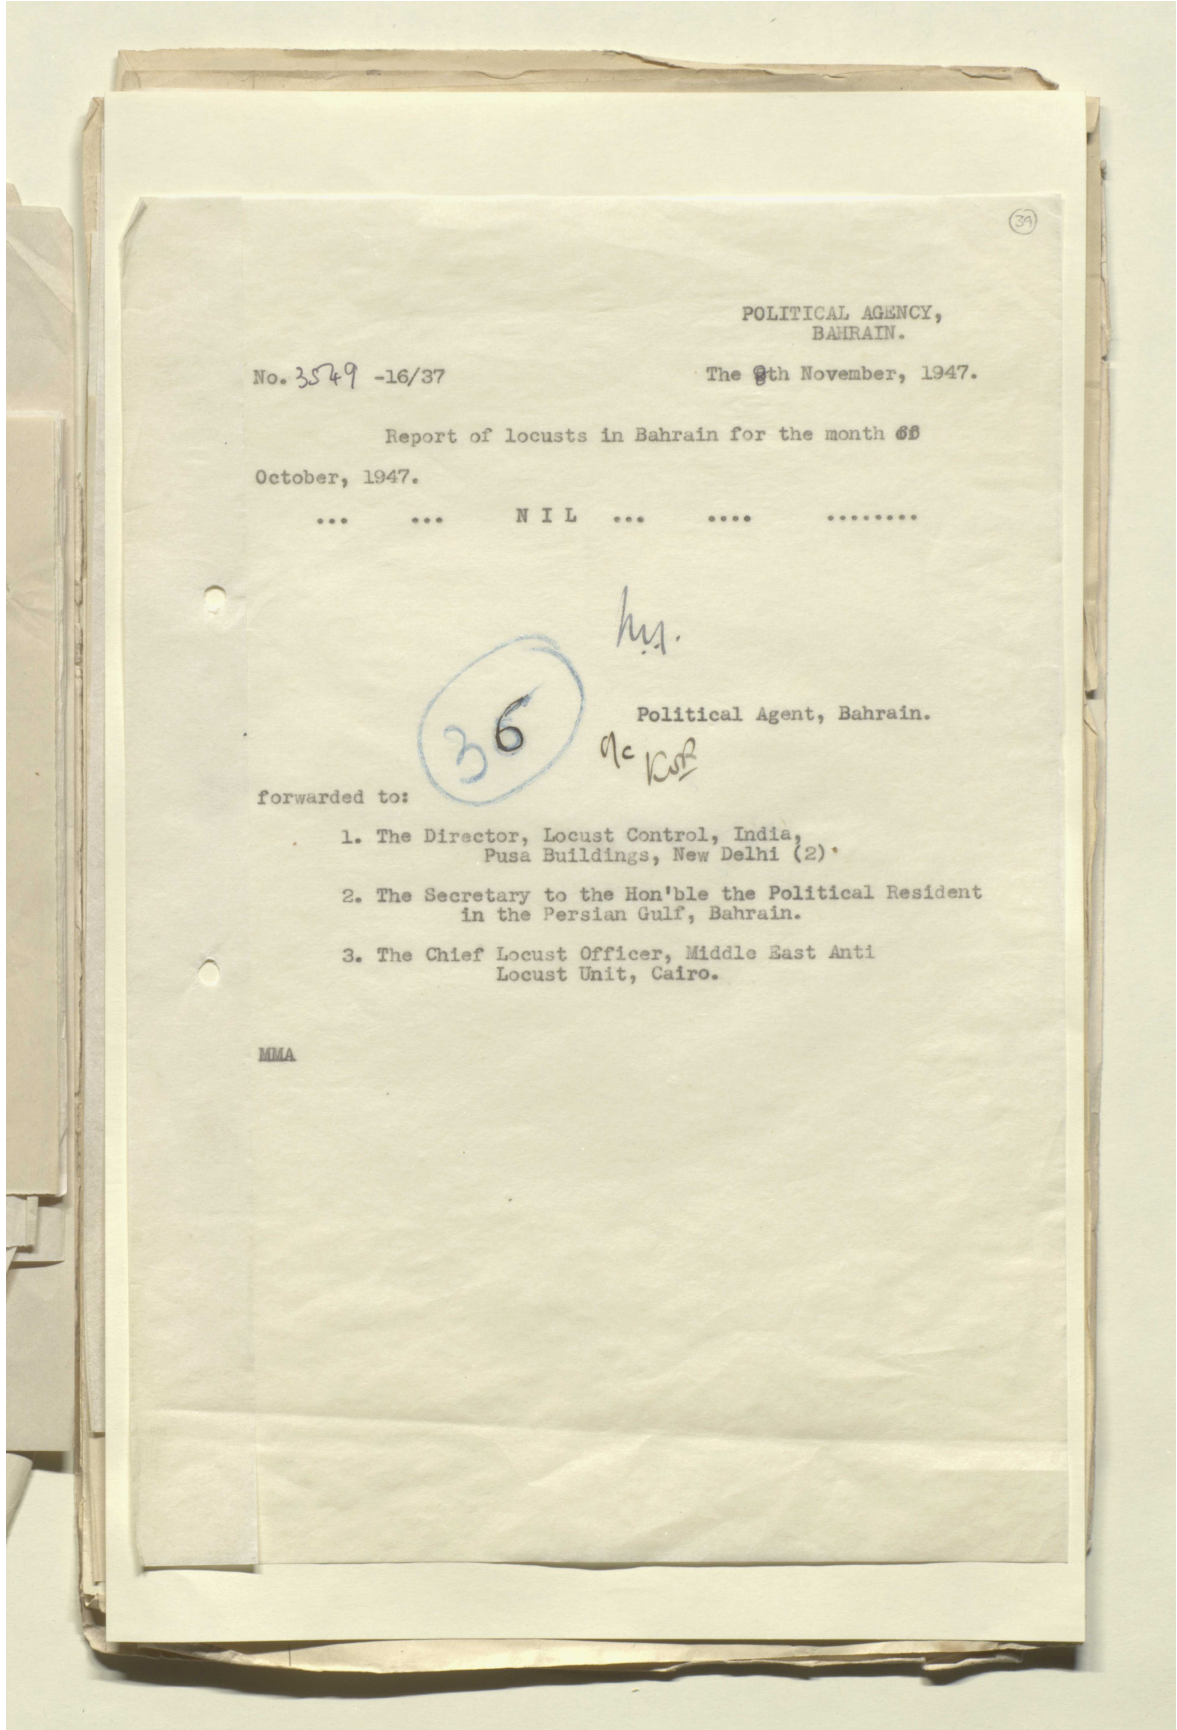 39
POLITICAL AGENCY,
BAHRAIN.
No. 3549 -16/37
The 8th November, 1947.
Report of locusts in Bahrain for the month
October, 1947.
... ... N I L ... .... ........
36
Political Agent, Bahrain.
forwarded to:
1. The Director, Locust Control, India,
Pusa Buildings, New Delhi (2).
2. The Secretary to the Hon'ble the Political Resident
in the Persian Gulf, Bahrain.
3. The Chief Locust Officer, Middle East Anti
Locust Unit, Cairo.
MMA